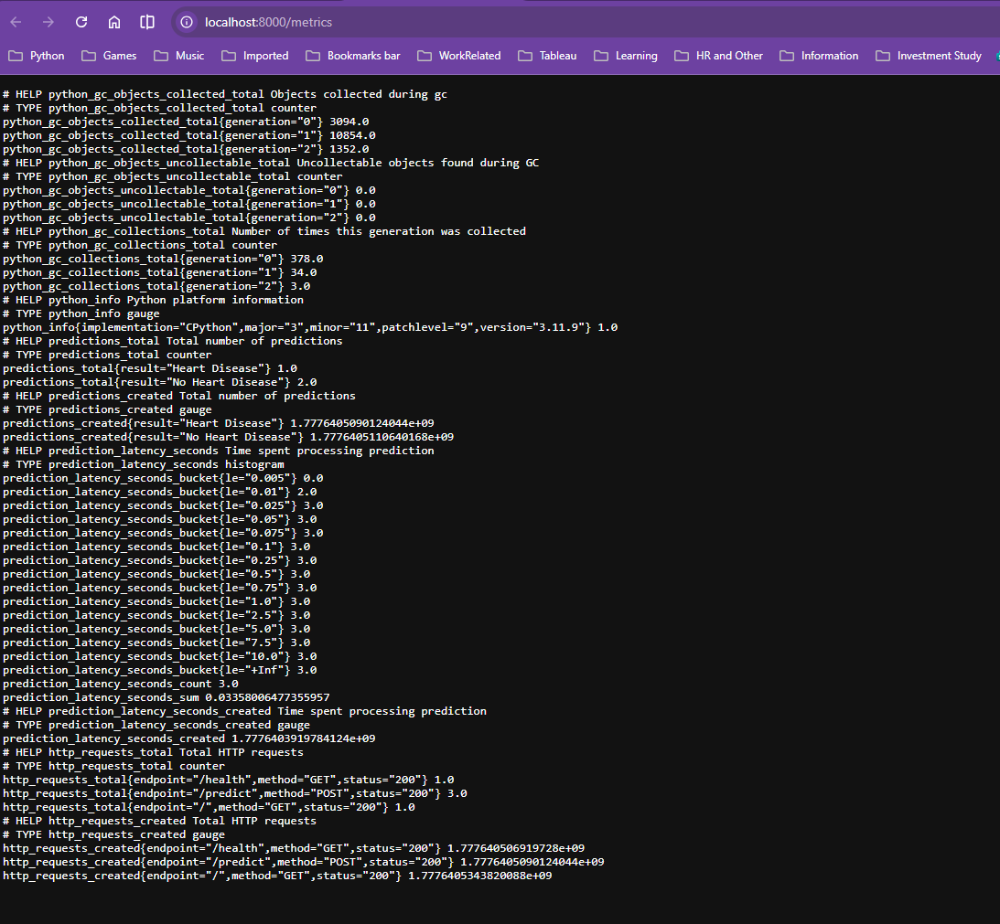 localhost:8000/metrics
Python Games Music Imported Bookmarks bar WorkRelated Tableau Learning HR and Other Information Investment Study
# HELP python_gc_objects_collected_total Objects collected during gc
# TYPE python_gc_objects_collected_total counter
python_gc_objects_collected_total{generation="0"} 3094.0
python_gc_objects_collected_total{generation="1"} 10854.0
python_gc_objects_collected_total{generation="2"} 1352.0
# HELP python_gc_objects_uncollectable_total Uncollectable objects found during GC
# TYPE python_gc_objects_uncollectable_total counter
python_gc_objects_uncollectable_total{generation="0"} 0.0
python_gc_objects_uncollectable_total{generation="1"} 0.0
python_gc_objects_uncollectable_total{generation="2"} 0.0
# HELP python_gc_collections_total Number of times this generation was collected
# TYPE python_gc_collections_total counter
python_gc_collections_total{generation="0"} 378.0
python_gc_collections_total{generation="1"} 34.0
python_gc_collections_total{generation="2"} 3.0
# HELP python_info Python platform information
# TYPE python_info gauge
python_info{implementation="CPython",major="3",minor="11",patchlevel="9",version="3.11.9"} 1.0
# HELP predictions_total Total number of predictions
# TYPE predictions_total counter
predictions_total{result="Heart Disease"} 1.0
predictions_total{result="No Heart Disease"} 2.0
# HELP predictions_created Total number of predictions
# TYPE predictions_created gauge
predictions_created{result="Heart Disease"} 1.7776405090124044e+09
predictions_created{result="No Heart Disease"} 1.7776405110640168e+09
# HELP prediction_latency_seconds Time spent processing prediction
# TYPE prediction_latency_seconds histogram
prediction_latency_seconds_bucket{le="0.005"} 0.0
prediction_latency_seconds_bucket{le="0.01"} 2.0
prediction_latency_seconds_bucket{le="0.025"} 3.0
prediction_latency_seconds_bucket{le="0.05"} 3.0
prediction_latency_seconds_bucket{le="0.075"} 3.0
prediction_latency_seconds_bucket{le="0.1"} 3.0
prediction_latency_seconds_bucket{le="0.25"} 3.0
prediction_latency_seconds_bucket{le="0.5"} 3.0
prediction_latency_seconds_bucket{le="0.75"} 3.0
prediction_latency_seconds_bucket{le="1.0"} 3.0
prediction_latency_seconds_bucket{le="2.5"} 3.0
prediction_latency_seconds_bucket{le="5.0"} 3.0
prediction_latency_seconds_bucket{le="7.5"} 3.0
prediction_latency_seconds_bucket{le="10.0"} 3.0
prediction_latency_seconds_bucket{le="+Inf"} 3.0
prediction_latency_seconds_count 3.0
prediction_latency_seconds_sum 0.03358006477355957
# HELP prediction_latency_seconds_created Time spent processing prediction
# TYPE prediction_latency_seconds_created gauge
prediction_latency_seconds_created 1.7776403919784124e+09
# HELP http_requests_total Total HTTP requests
# TYPE http_requests_total counter
http_requests_total{endpoint="/health",method="GET",status="200"} 1.0
http_requests_total{endpoint="/predict",method="POST",status="200"} 3.0
http_requests_total{endpoint="/",method="GET",status="200"} 1.0
# HELP http_requests_created Total HTTP requests
# TYPE http_requests_created gauge
http_requests_created{endpoint="/health",method="GET",status="200"} 1.777640506919728e+09
http_requests_created{endpoint="/predict",method="POST",status="200"} 1.7776405090124044e+09
http_requests_created{endpoint="/",method="GET",status="200"} 1.7776405343820088e+09